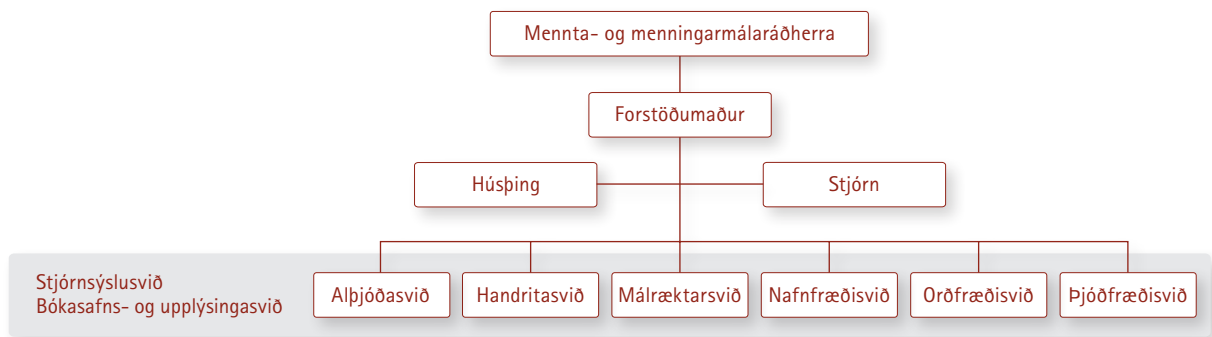 Mennta- og menningarmálaráðherra
Forstöðumaður
Húsþing
Stjórn
Stjórnsýslusvið
Bókasafns- og upplýsingasvið
Alþjóðasvið
Handritasvið
Málræktarsvið
Nafnfræðisvið
Orðfræðisvið
Þjóðfræðisvið